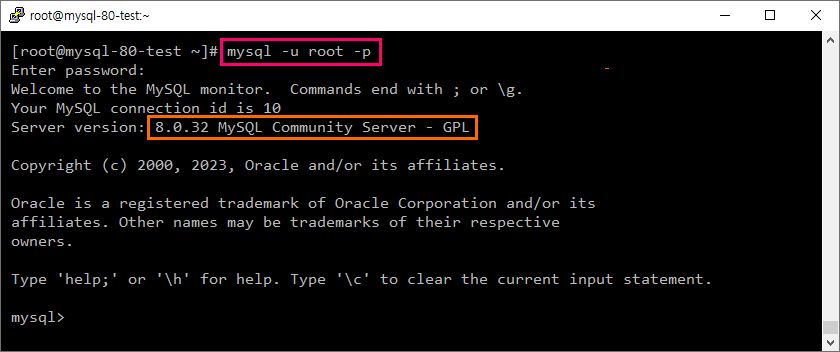 root@mysql-80-test:~
[root@mysql-80-test ~]# mysql -u root -p
Enter password:
Welcome to the MySQL monitor.  Commands end with ; or \g.
Your MySQL connection id is 10
Server version: 8.0.32 MySQL Community Server - GPL
Copyright (c) 2000, 2023, Oracle and/or its affiliates.
Oracle is a registered trademark of Oracle Corporation and/or its
affiliates. Other names may be trademarks of their respective
owners.
Type 'help;' or '\h' for help. Type '\c' to clear the current input statement.
mysql>